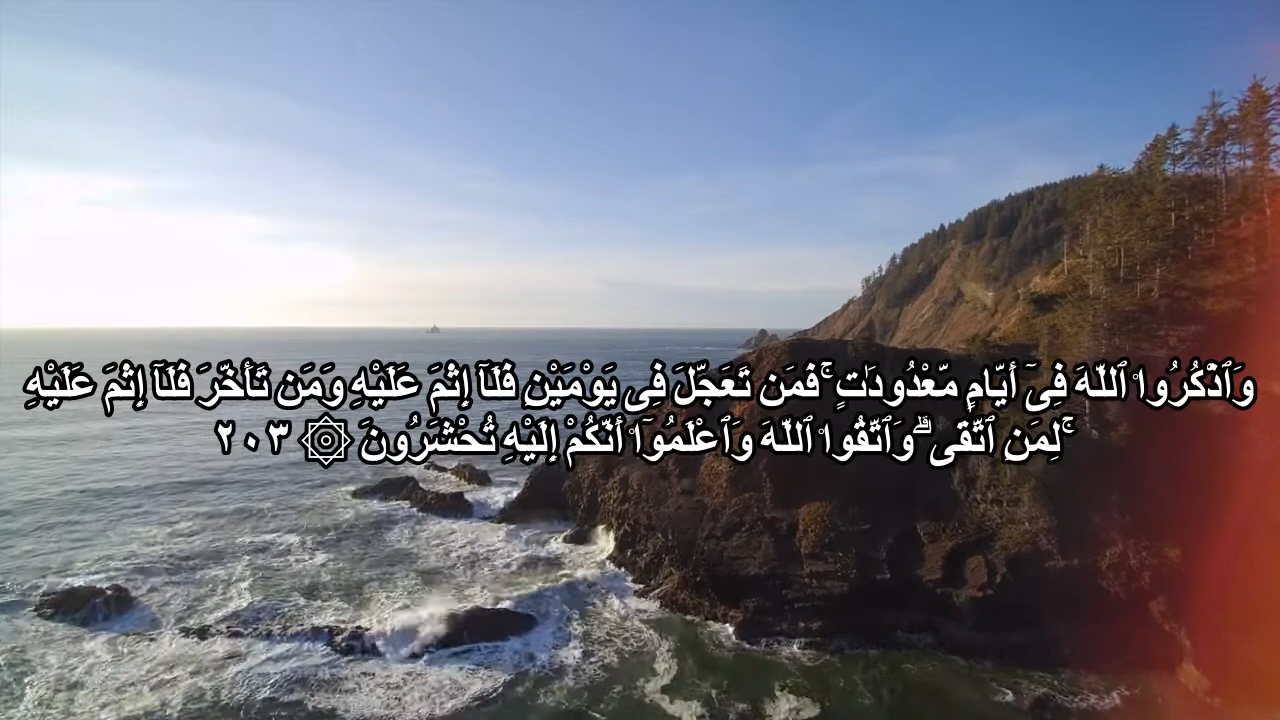 وَٱذْكُرُوا۟ ٱللَّهَ فِىٓ أَيَّامٍ مَّعْدُودَٰتٍ ۚ فَمَن تَعَجَّلَ فِى يَوْمَيْنِ فَلَآ إِثْمَ عَلَيْهِ وَمَن تَأَخَّرَ فَلَآ إِثْمَ عَلَيْهِ
ۚ لِمَنِ ٱتَّقَىٰ ۗ وَٱتَّقُوا۟ ٱللَّهَ وَٱعْلَمُوٓا۟ أَنَّكُمْ إِلَيْهِ تُحْشَرُونَ ۞ ٢٠٣